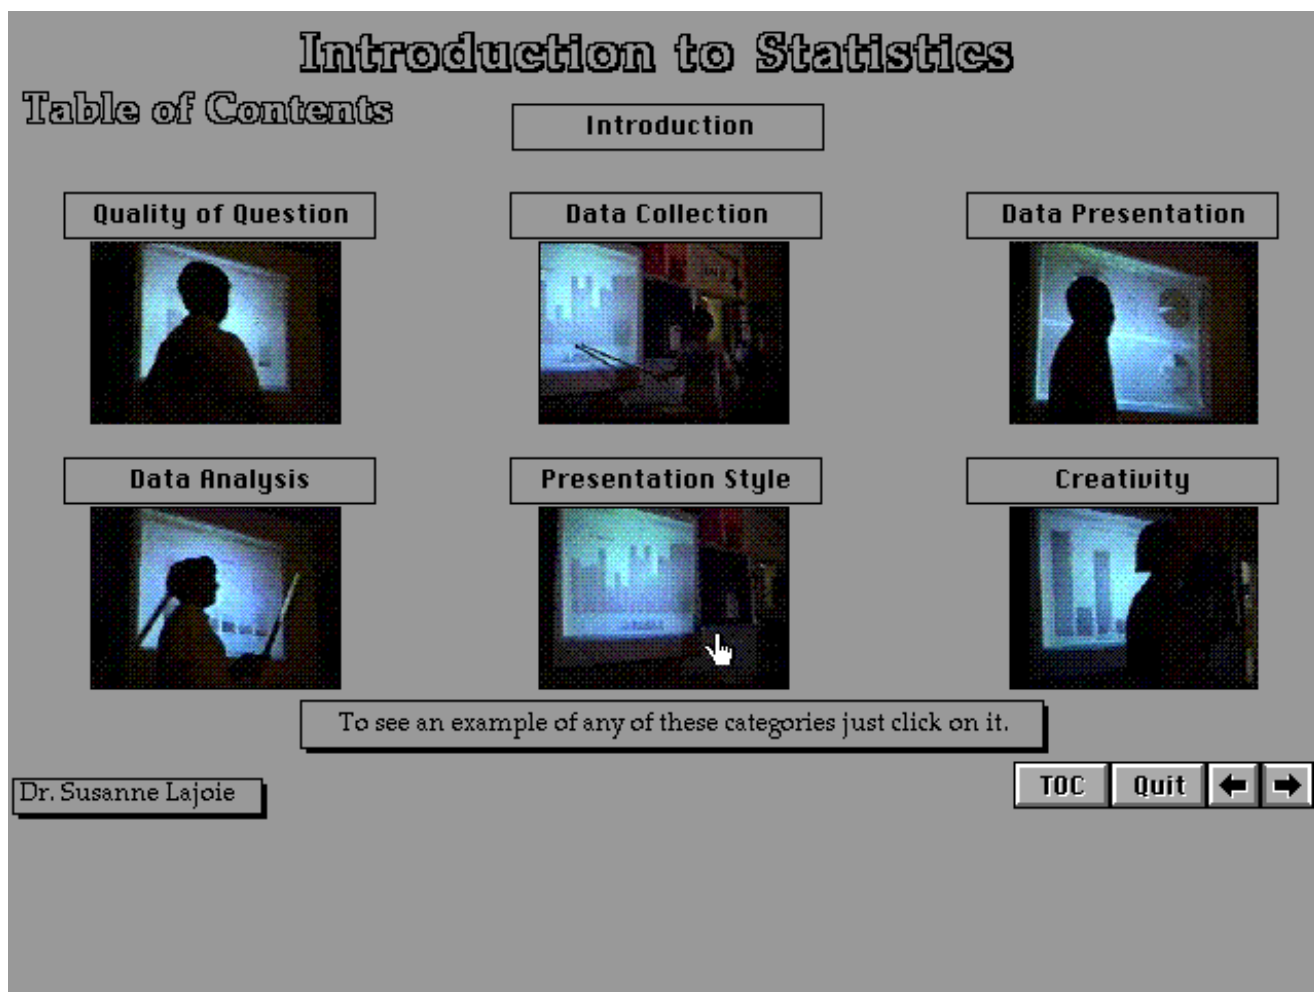 Introduction to Statistics
Table of Contents
Introduction
Quality of Question
Data Collection
Data Presentation
Data Analysis
Presentation Style
Creativity
To see an example of any of these categories just click on it.
Dr. Susanne Lajoie
TOC
Quit